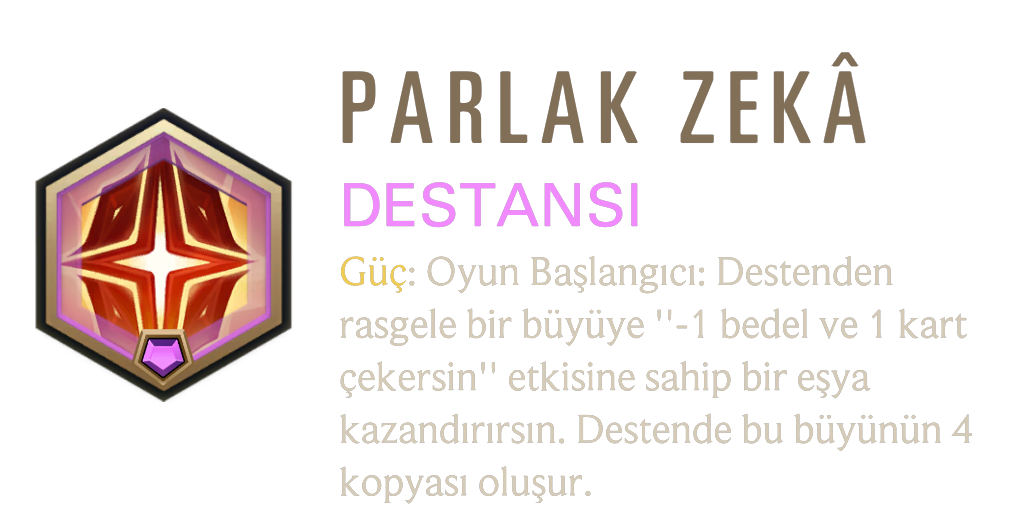 PARLAK ZEKÂ
DESTANSI
Güç: Oyun Başlangıcı: Destenden
rasgele bir büyüye "-1 bedel ve 1 kart
çekersin" etkisine sahip bir eşya
kazandırırsın. Destende bu büyünün 4
kopyası oluşur.